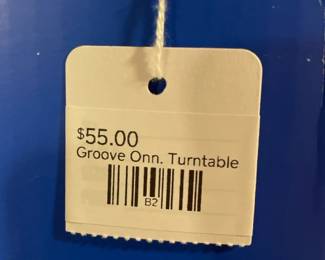 $55.00
Groove Onn. Turntable
B2